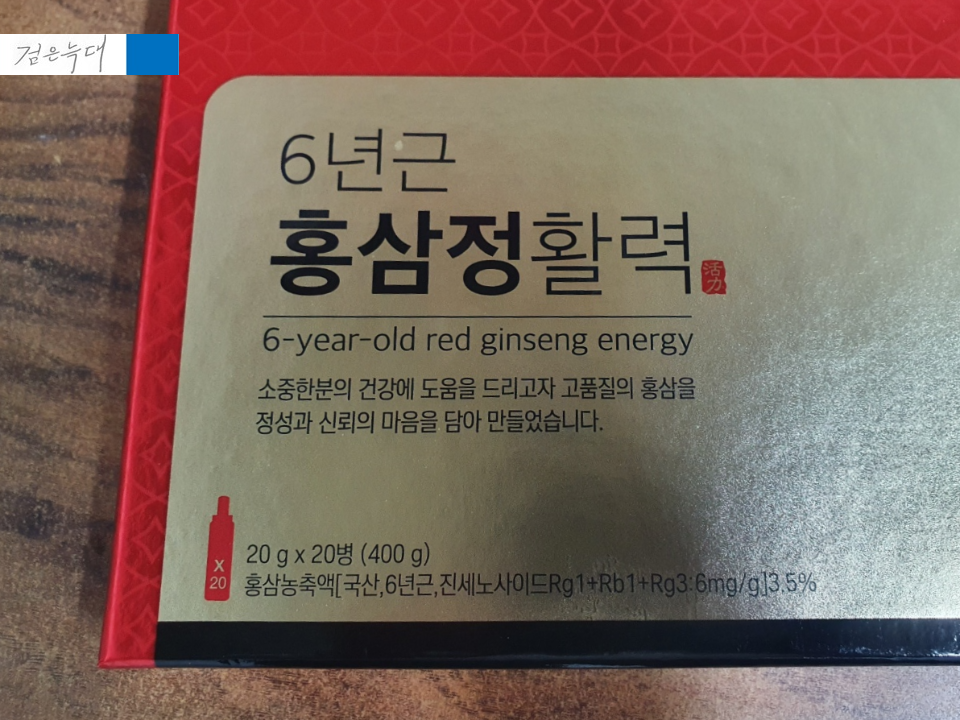 검은늑대
6년근
홍삼정활력
活力
6-year-old red ginseng energy
소중한분의 건강에 도움을 드리고자 고품질의 홍삼을
정성과 신뢰의 마음을 담아 만들었습니다.
X
20
20 g x 20병 (400 g)
홍삼농축액[국산,6년근,진세노사이드Rg1+Rb1+Rg3:6mg/g]3.5%